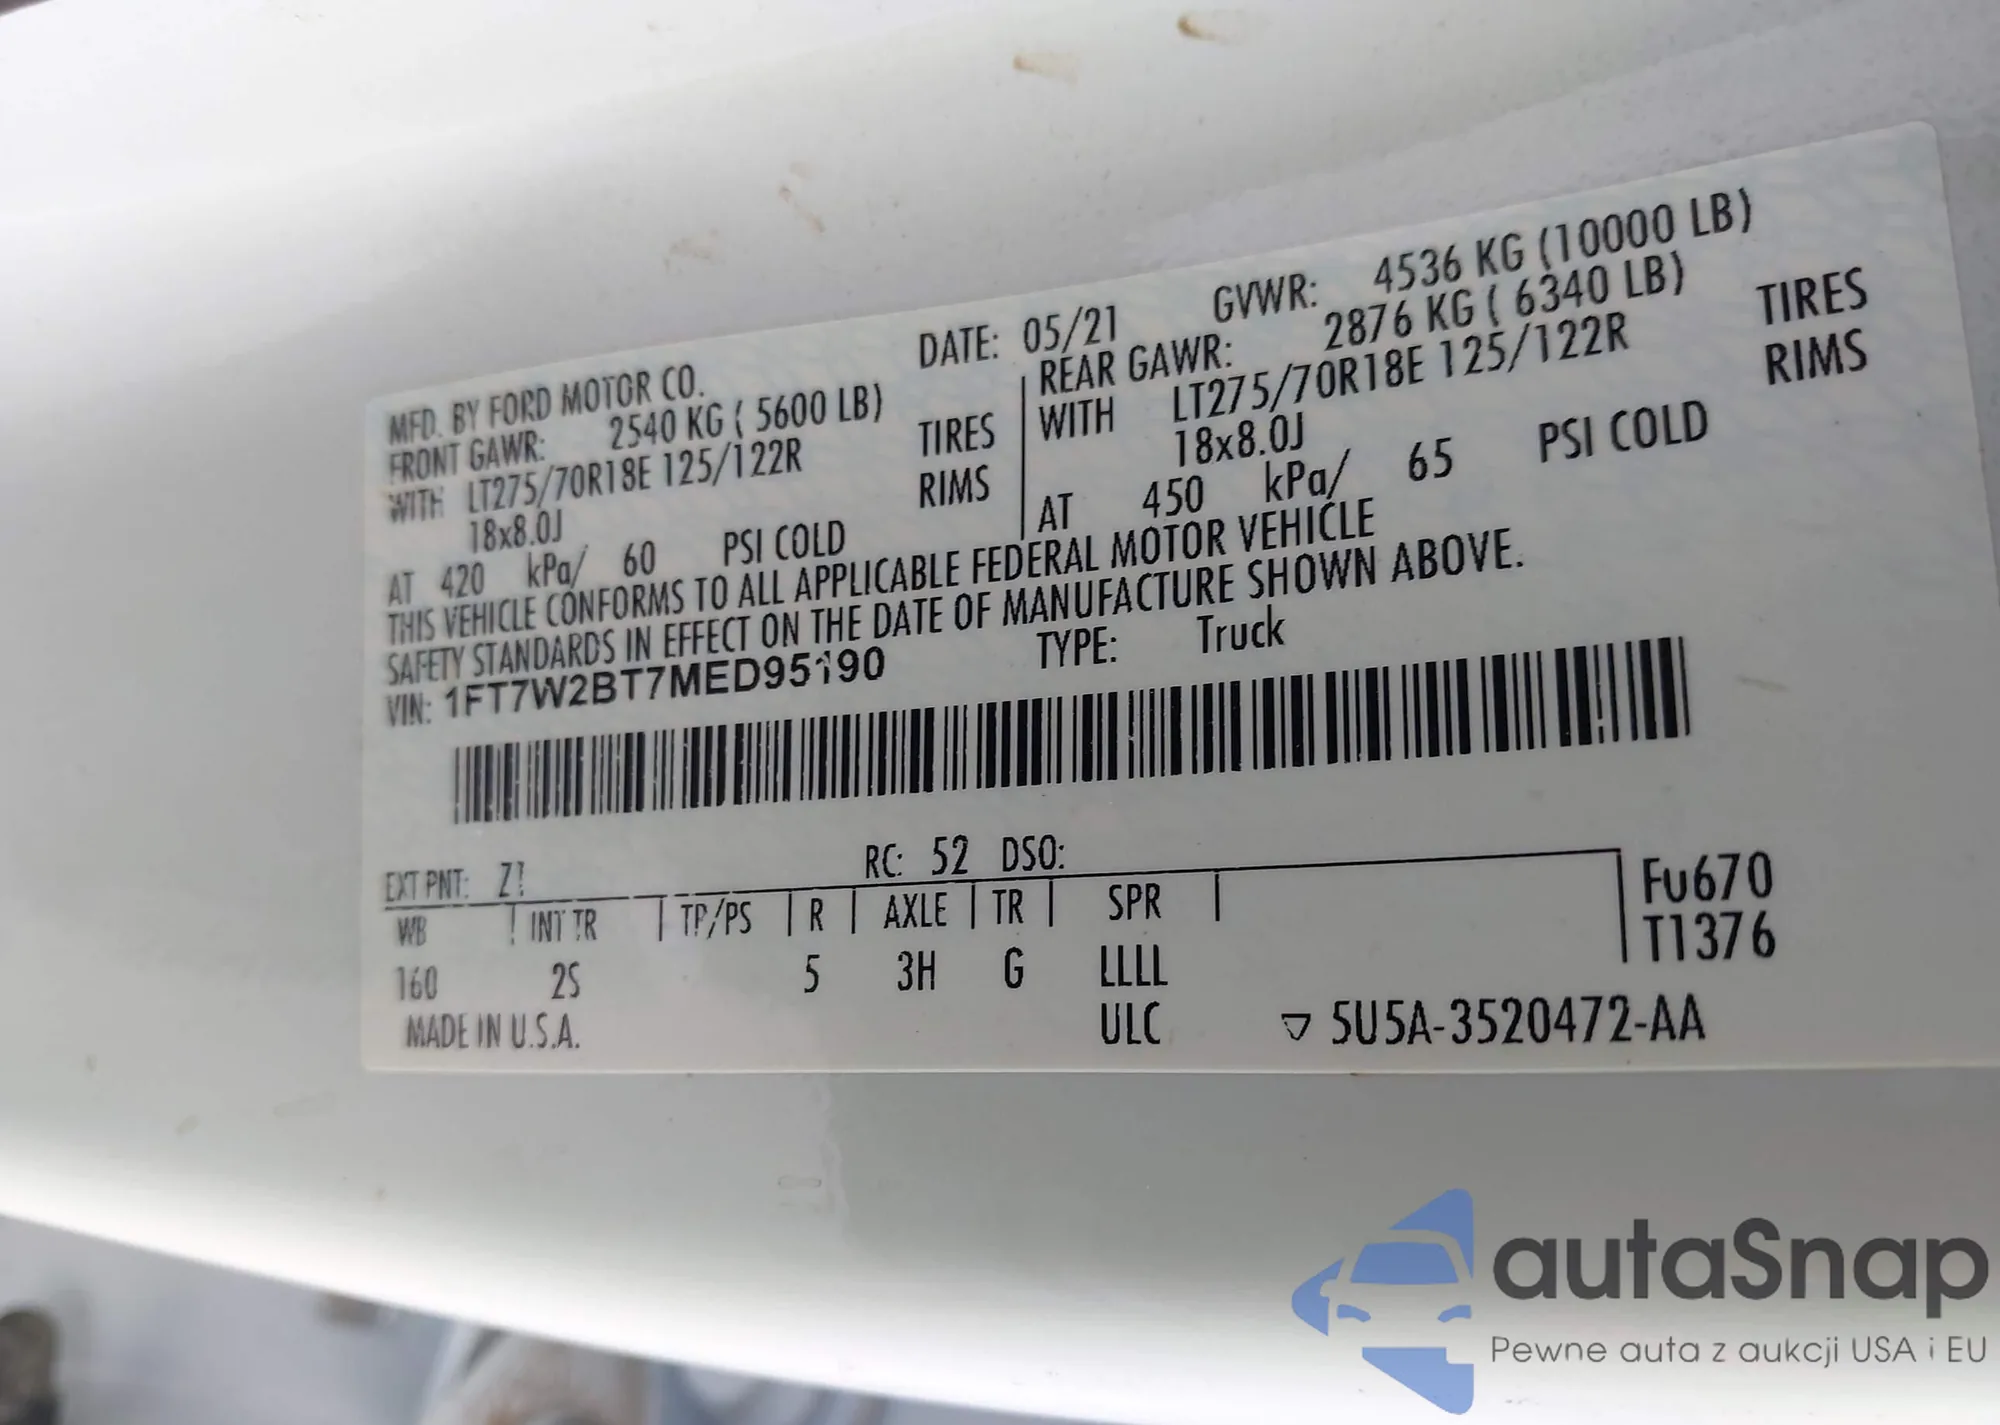 MFD. BY FORD MOTOR CO. DATE: 05/21 GVWR: 4536 KG (10000 LB)
FRONT GAWR: 2540 KG ( 5600 LB) REAR GAWR: 2876 KG ( 6340 LB)
WITH LT275/70R18E 125/122R TIRES WITH LT275/70R18E 125/122R TIRES
18x8.0J RIMS 18x8.0J RIMS
AT 420 kPa/ 60 PSI COLD AT 450 kPa/ 65 PSI COLD
THIS VEHICLE CONFORMS TO ALL APPLICABLE FEDERAL MOTOR VEHICLE
SAFETY STANDARDS IN EFFECT ON THE DATE OF MANUFACTURE SHOWN ABOVE.
VIN: 1FT7W2BT7MED95190 TYPE: Truck
EXT PNT: Z1 RC: 52 DSO:
WB INT TR TP/PS R AXLE TR SPR Fu670
T1376
160 2S 5 3H G LLLL
MADE IN U.S.A. ULC ▽ 5U5A-3520472-AA
autaSnap
Pewne auta z aukcji USA i EU